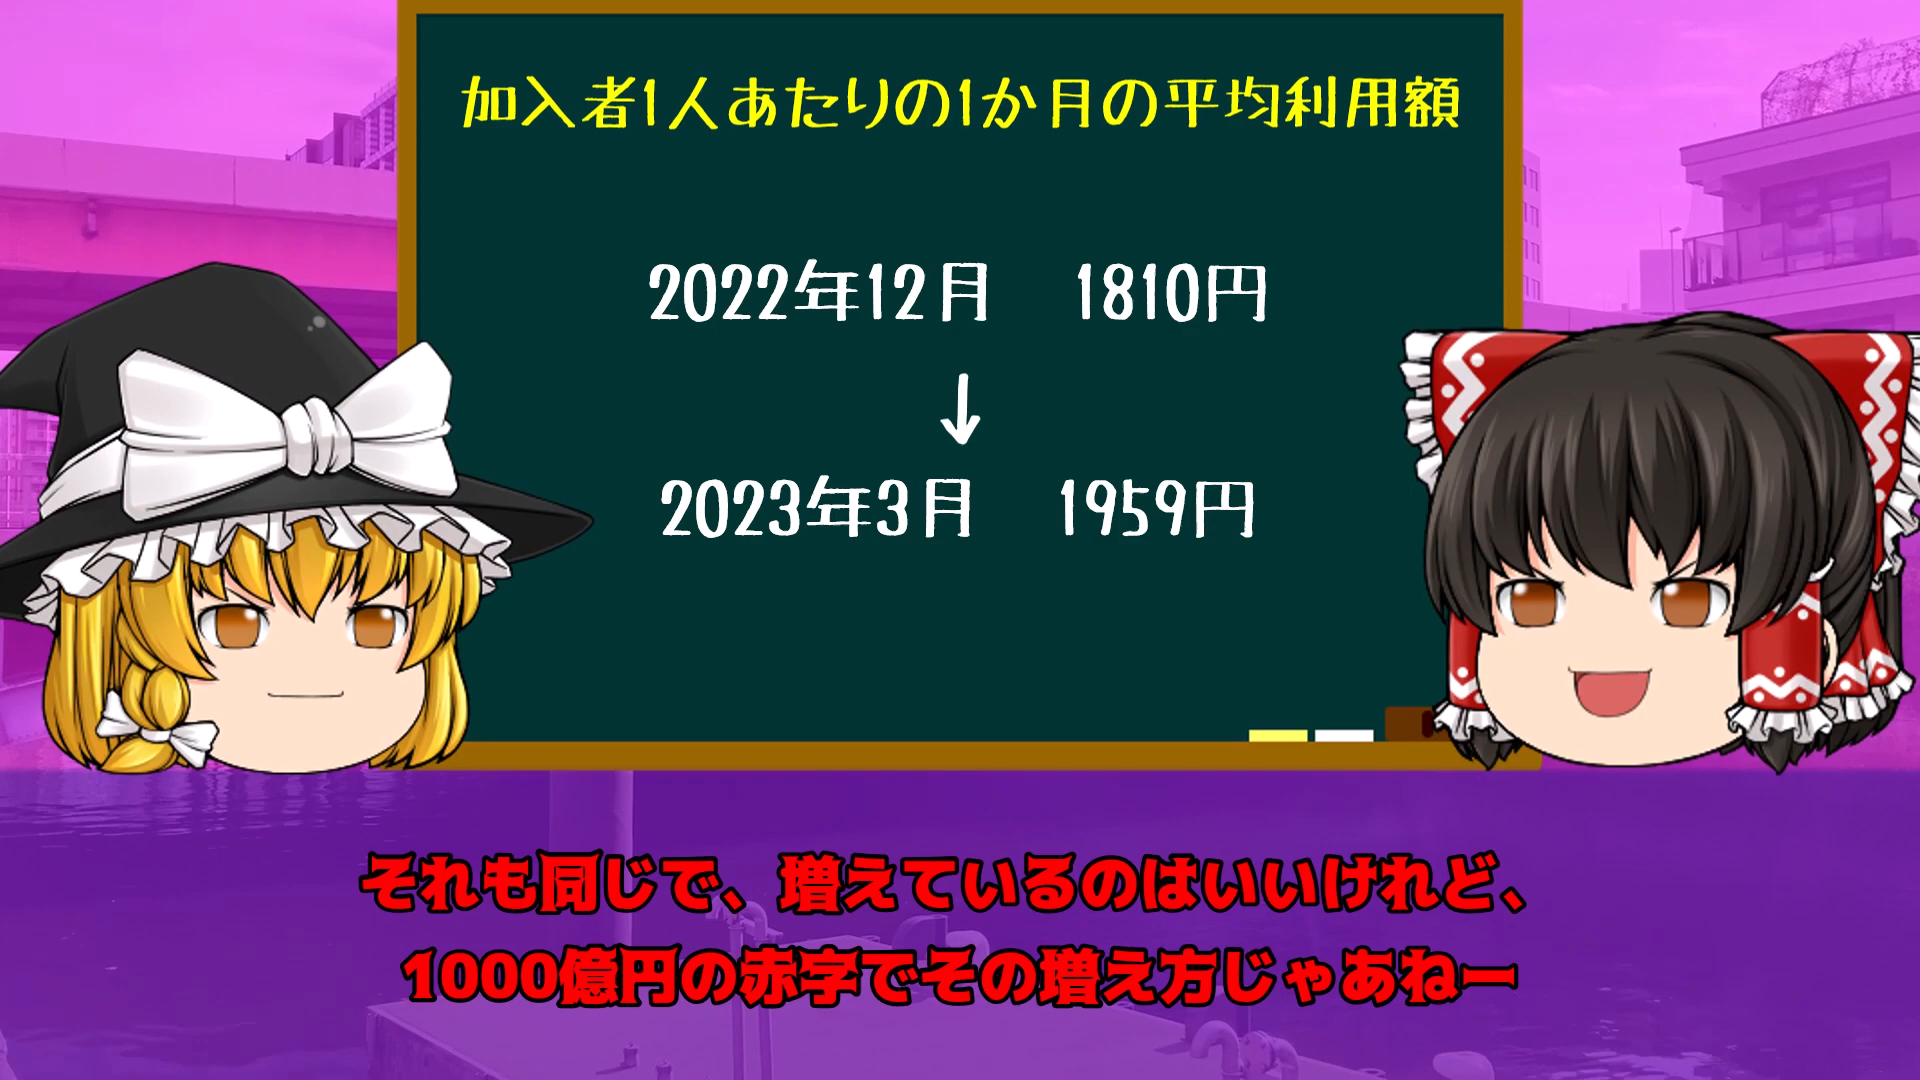 加入者1人あたりの1か月の平均利用額
2022年12月 1810円
↓
2023年3月 1959円
それも同じで、増えているのはいいけれど、
1000億円の赤字でその増え方じゃあねー